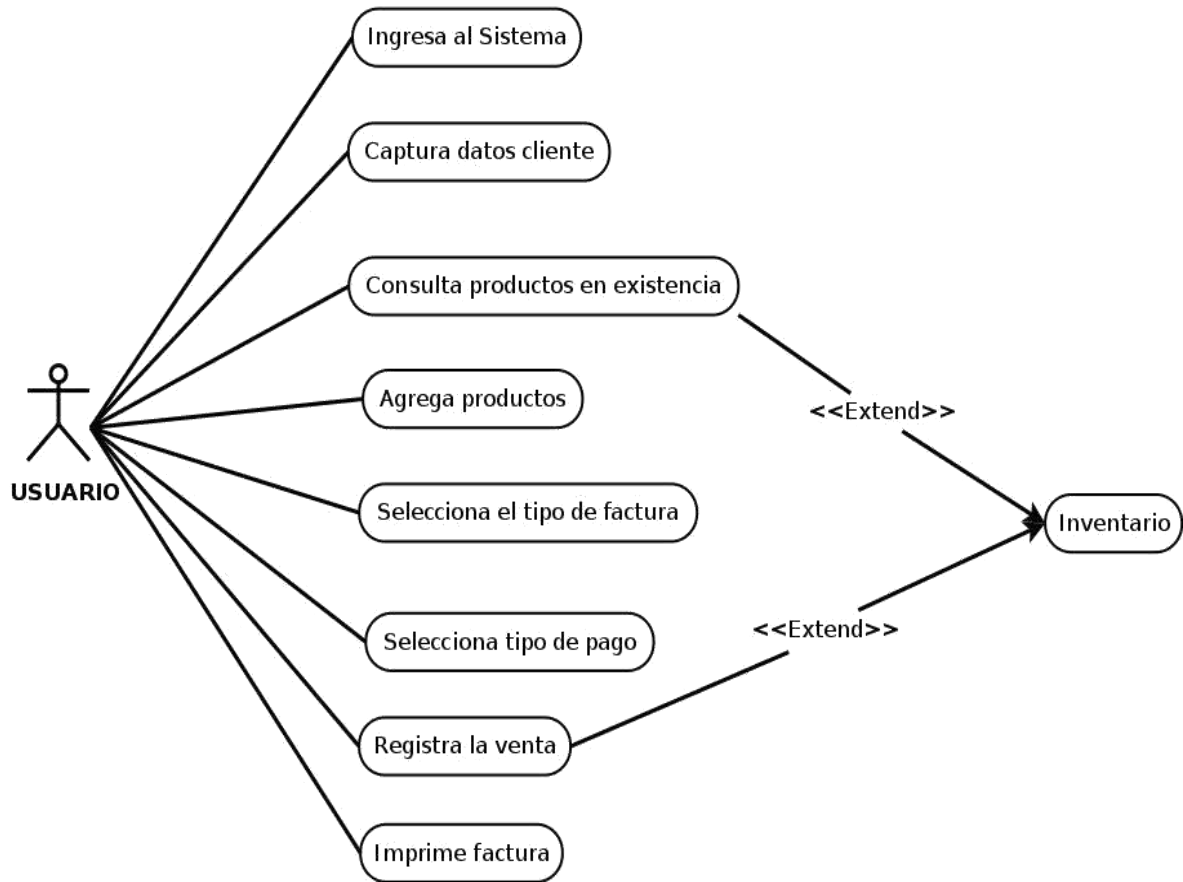 Ingresa al Sistema
Captura datos cliente
Consulta productos en existencia
Agrega productos
<<Extend>>
USUARIO
Selecciona el tipo de factura
Inventario
<<Extend>>
Selecciona tipo de pago
Registra la venta
Imprime factura